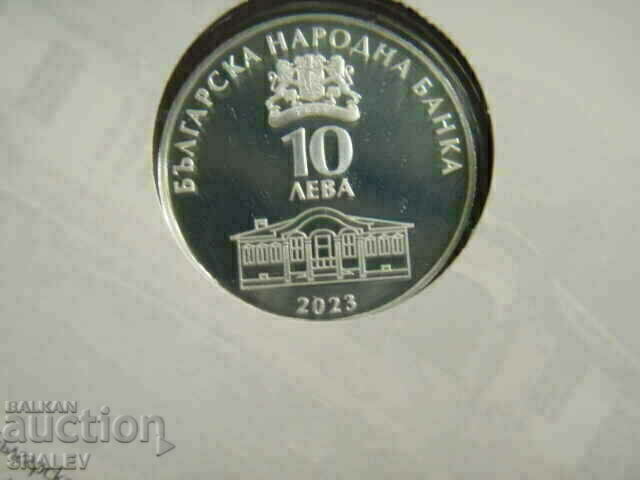 БЪЛГАРСКА НАРОДНА БАНКА
10
ЛЕВА
2023
BALKAN
auction
SHALEV